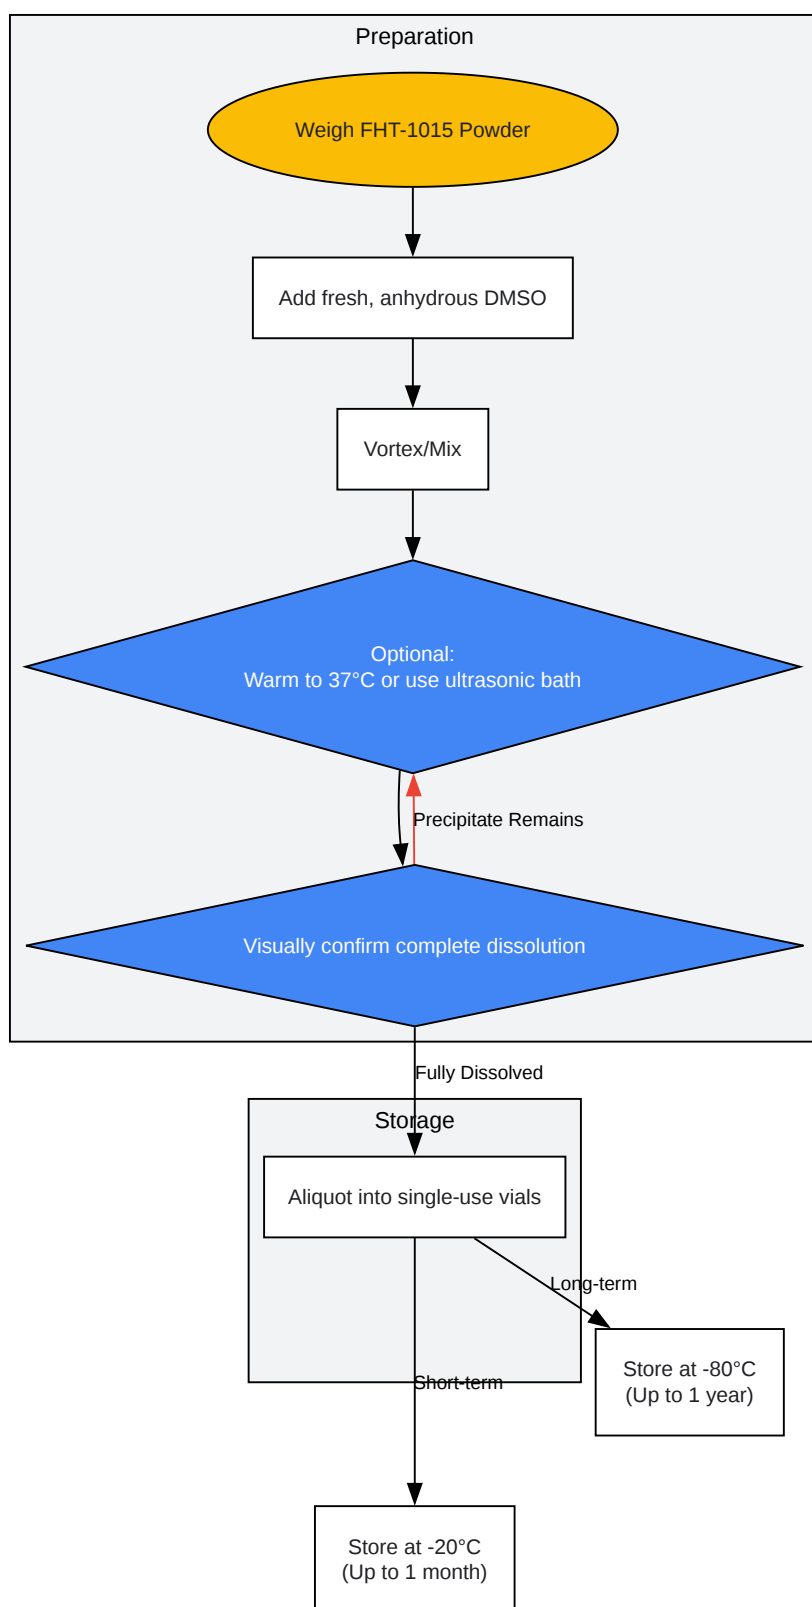 Preparation
Weigh FHT-1015 Powder
Add fresh, anhydrous DMSO
Vortex/Mix
Optional:
Warm to 37°C or use ultrasonic bath
Precipitate Remains
Visually confirm complete dissolution
Fully Dissolved
Storage
Aliquot into single-use vials
Long-term
Store at -80°C
(Up to 1 year)
Short-term
Store at -20°C
(Up to 1 month)